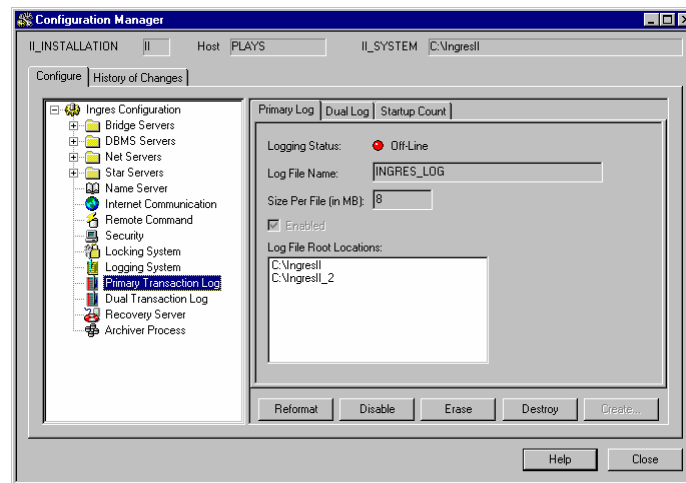 Configuration Manager
II_INSTALLATION II Host PLAYS II_SYSTEM C:\IngresII
Configure History of Changes
Ingres Configuration
Bridge Servers
DBMS Servers
Net Servers
Star Servers
Name Server
Internet Communication
Remote Command
Security
Locking System
Logging System
Primary Transaction Log
Dual Transaction Log
Recovery Server
Archiver Process
Primary Log Dual Log Startup Count
Logging Status: Off-Line
Log File Name: INGRES_LOG
Size Per File (in MB): 8
Enabled
Log File Root Locations:
C:\IngresII
C:\IngresII_2
Reformat Disable Erase Destroy Create...
Help Close